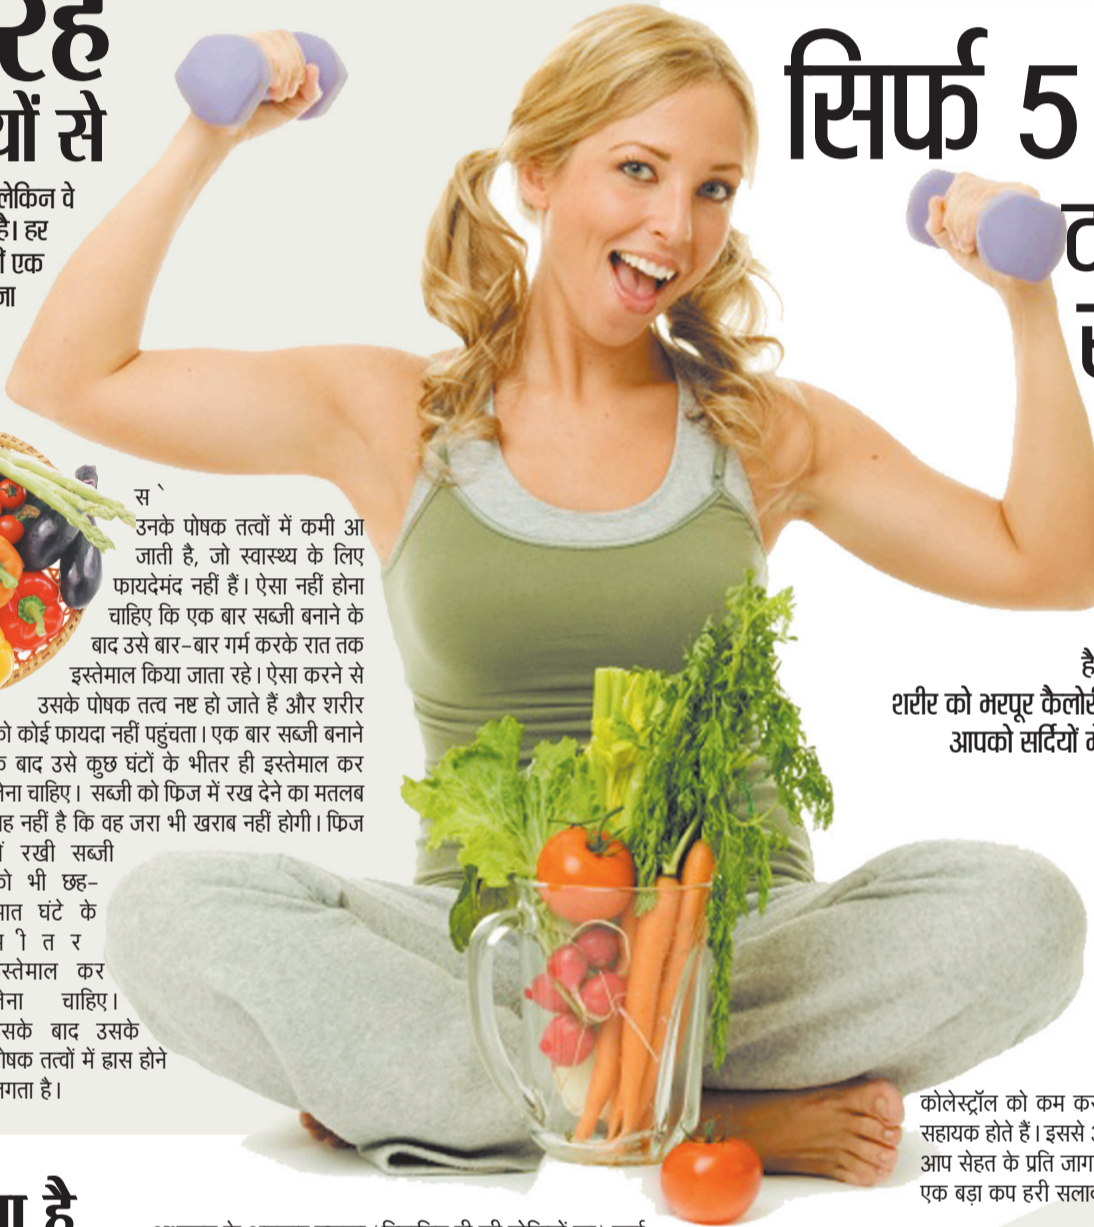 रहें
से
लेकिन वे
है। हर
एक
स `
उनके पोषक तत्वों में कमी आ
जाती है, जो स्वास्थ्य के लिए
फायदेमंद नहीं हैं। ऐसा नहीं होना
चाहिए कि एक बार सब्जी बनाने के
बाद उसे बार-बार गर्म करके रात तक
इस्तेमाल किया जाता रहे। ऐसा करने से
उसके पोषक तत्व नष्ट हो जाते हैं और शरीर
को कोई फायदा नहीं पहुंचता। एक बार सब्जी बनाने
के बाद उसे कुछ घंटों के भीतर ही इस्तेमाल कर
लेना चाहिए। सब्जी को फ्रिज में रख देने का मतलब
यह नहीं है कि वह जरा भी खराब नहीं होगी। फ्रिज
में रखी सब्जी
को भी छह-
सात घंटे के
भी त र
इस्तेमाल कर
लेना चाहिए।
उसके बाद उसके
पोषक तत्वों में ह्रास होने
लगता है।
है
सिर्फ 5
है
शरीर को भरपूर कैलोरी
आपको सर्दियों में
कोलेस्ट्रॉल को कम
सहायक होते हैं। इससे
आप सेहत के प्रति
एक बड़ा कप हरी